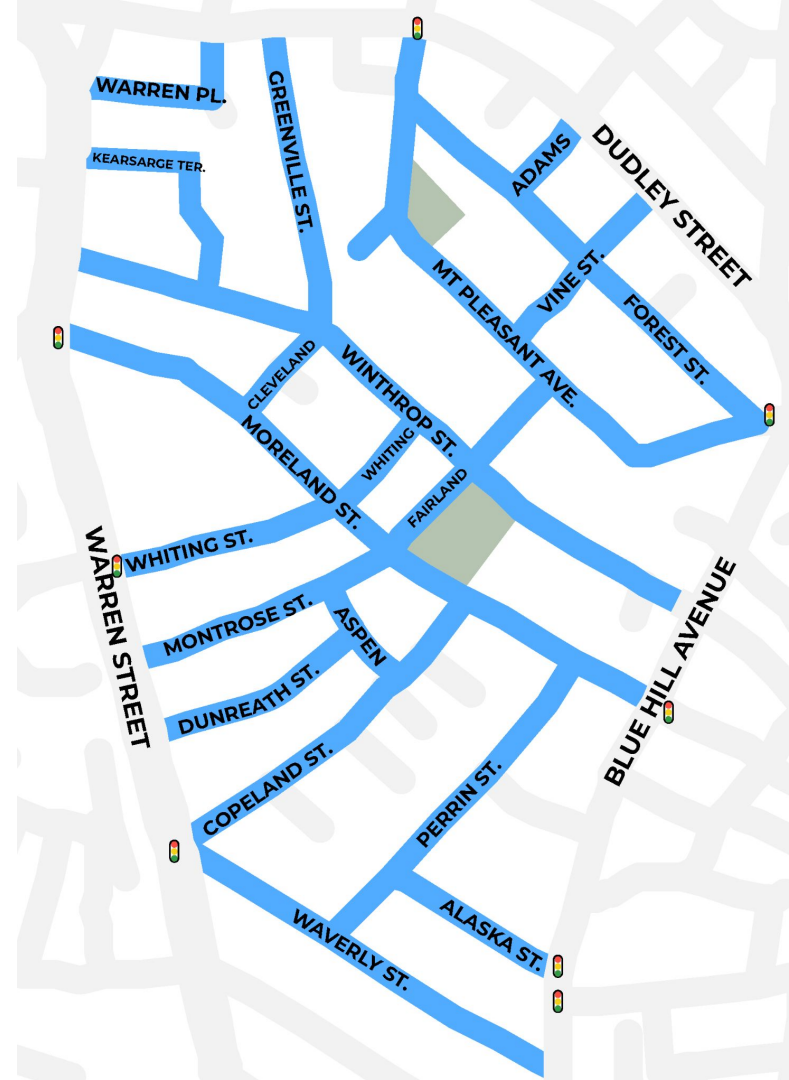 WARREN PL.
KEARSARGE TER.
GREENVILLE ST.
ADAMS
DUDLEY STREET
VINE ST.
MT PLEASANT AVE.
FOREST ST.
CLEVELAND
WINTHROP ST.
WHITING
FAIRLAND
MORELAND ST.
WHITING ST.
WARREN STREET
MONTROSE ST.
ASPEN
DUNREATH ST.
BLUE HILL AVENUE
COPELAND ST.
PERRIN ST.
ALASKA ST.
WAVERLY ST.